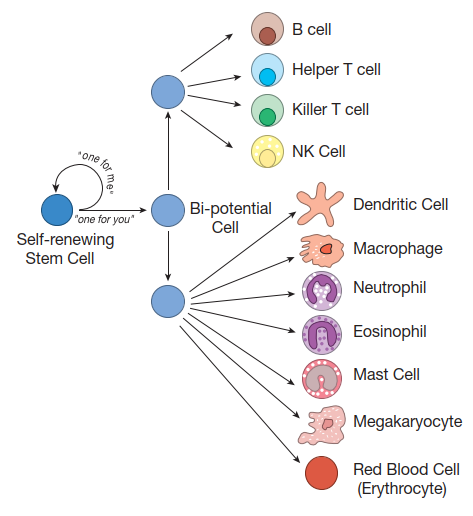 B cell
Helper T cell
Killer T cell
NK Cell
"one for me"
"one for you"
Self-renewing
Stem Cell
Bi-potential
Cell
Dendritic Cell
Macrophage
Neutrophil
Eosinophil
Mast Cell
Megakaryocyte
Red Blood Cell
(Erythrocyte)